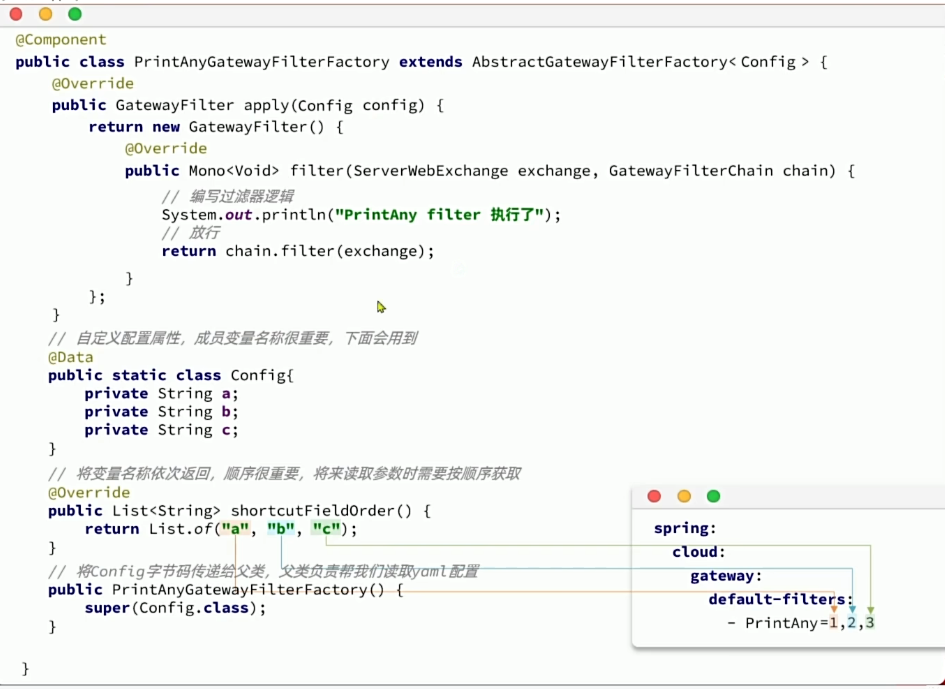 @Component
public class PrintAnyGatewayFilterFactory extends AbstractGatewayFilterFactory< Config > {
@Override
public GatewayFilter apply(Config config) {
return new GatewayFilter() {
@Override
public Mono<Void> filter(ServerWebExchange exchange, GatewayFilterChain chain) {
// 编写过滤器逻辑
System.out.println("PrintAny filter 执行了");
// 放行
return chain.filter(exchange);
}
};
}
// 自定义配置属性，成员变量名称很重要，下面会用到
@Data
public static class Config{
private String a;
private String b;
private String c;
}
// 将变量名称依次返回，顺序很重要，将来读取参数时需要按顺序获取
@Override
public List<String> shortcutFieldOrder() {
return List.of("a", "b", "c");
}
// 将Config字节码传递给父类，父类负责帮我们读取yaml配置
public PrintAnyGatewayFilterFactory() {
super(Config.class);
}
}
spring:
cloud:
gateway:
default-filters:
- PrintAny=1,2,3